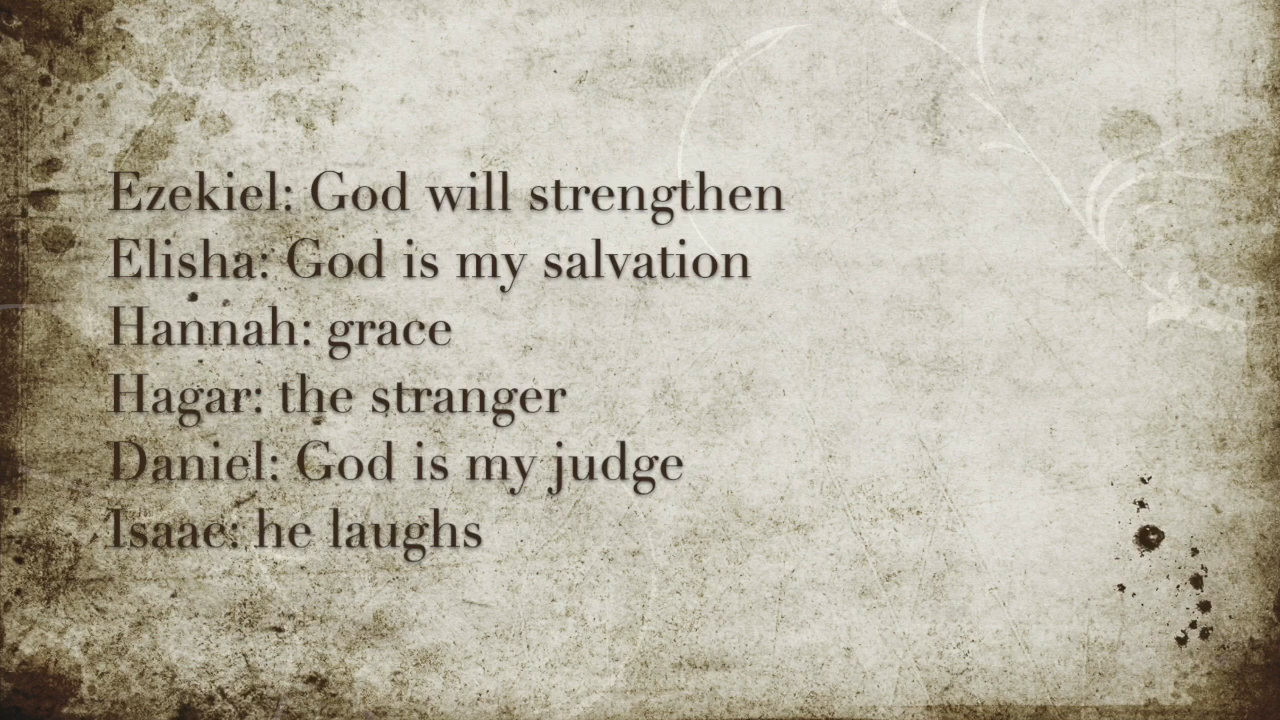 Ezekiel: God will strengthen
Elisha: God is my salvation
Hannah: grace
Hagar: the stranger
Daniel: God is my judge
Isaac: he laughs